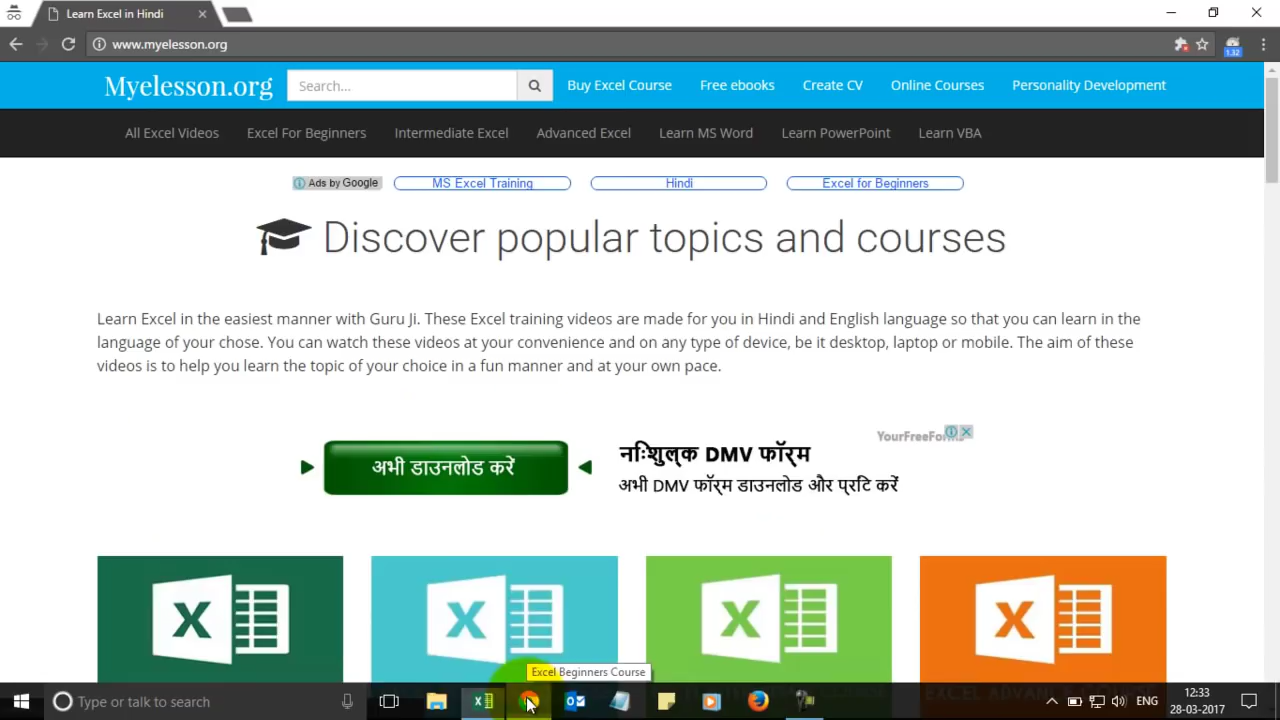 Learn Excel in Hindi
www.myelesson.org
1.32
Myelesson.org
Search...
Buy Excel Course
Free ebooks
Create CV
Online Courses
Personality Development
All Excel Videos
Excel For Beginners
Intermediate Excel
Advanced Excel
Learn MS Word
Learn PowerPoint
Learn VBA
Ads by Google
MS Excel Training
Hindi
Excel for Beginners
Discover popular topics and courses
Learn Excel in the easiest manner with Guru Ji. These Excel training videos are made for you in Hindi and English language so that you can learn in the
language of your chose. You can watch these videos at your convenience and on any type of device, be it desktop, laptop or mobile. The aim of these
videos is to help you learn the topic of your choice in a fun manner and at your own pace.
अभी डाउनलोड करें
निःशुल्क DMV फॉर्म
अभी DMV फॉर्म डाउनलोड और प्रिंट करें
X
X
X
X
Excel Beginners Course
Type or talk to search
ENG
12:33
28-03-2017